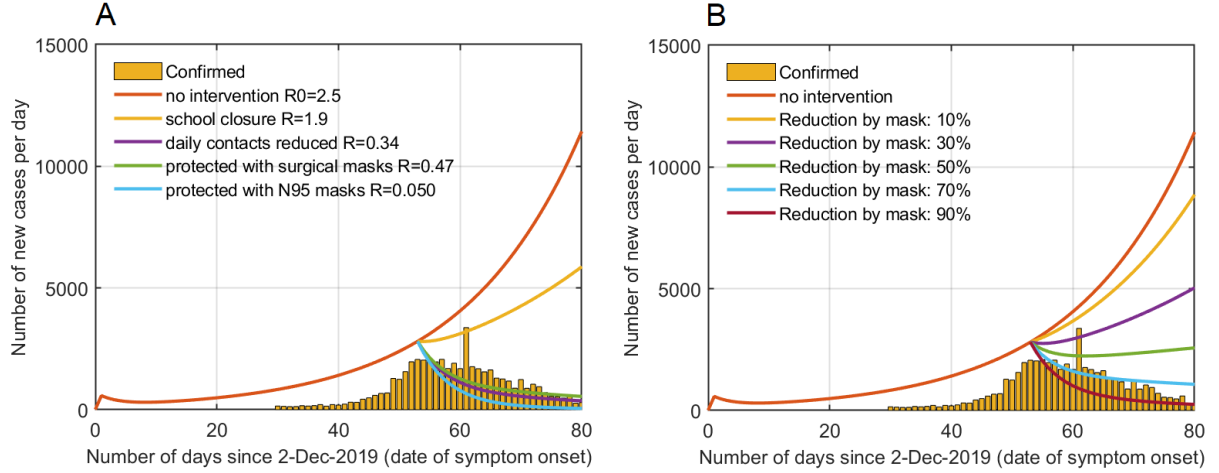 A
Number of new cases per day
15000
10000
5000
0
Confirmed
no intervention R0=2.5
school closure R=1.9
daily contacts reduced R=0.34
protected with surgical masks R=0.47
protected with N95 masks R=0.050
0 20 40 60 80
Number of days since 2-Dec-2019 (date of symptom onset)
B
Number of new cases per day
15000
10000
5000
0
Confirmed
no intervention
Reduction by mask: 10%
Reduction by mask: 30%
Reduction by mask: 50%
Reduction by mask: 70%
Reduction by mask: 90%
0 20 40 60 80
Number of days since 2-Dec-2019 (date of symptom onset)